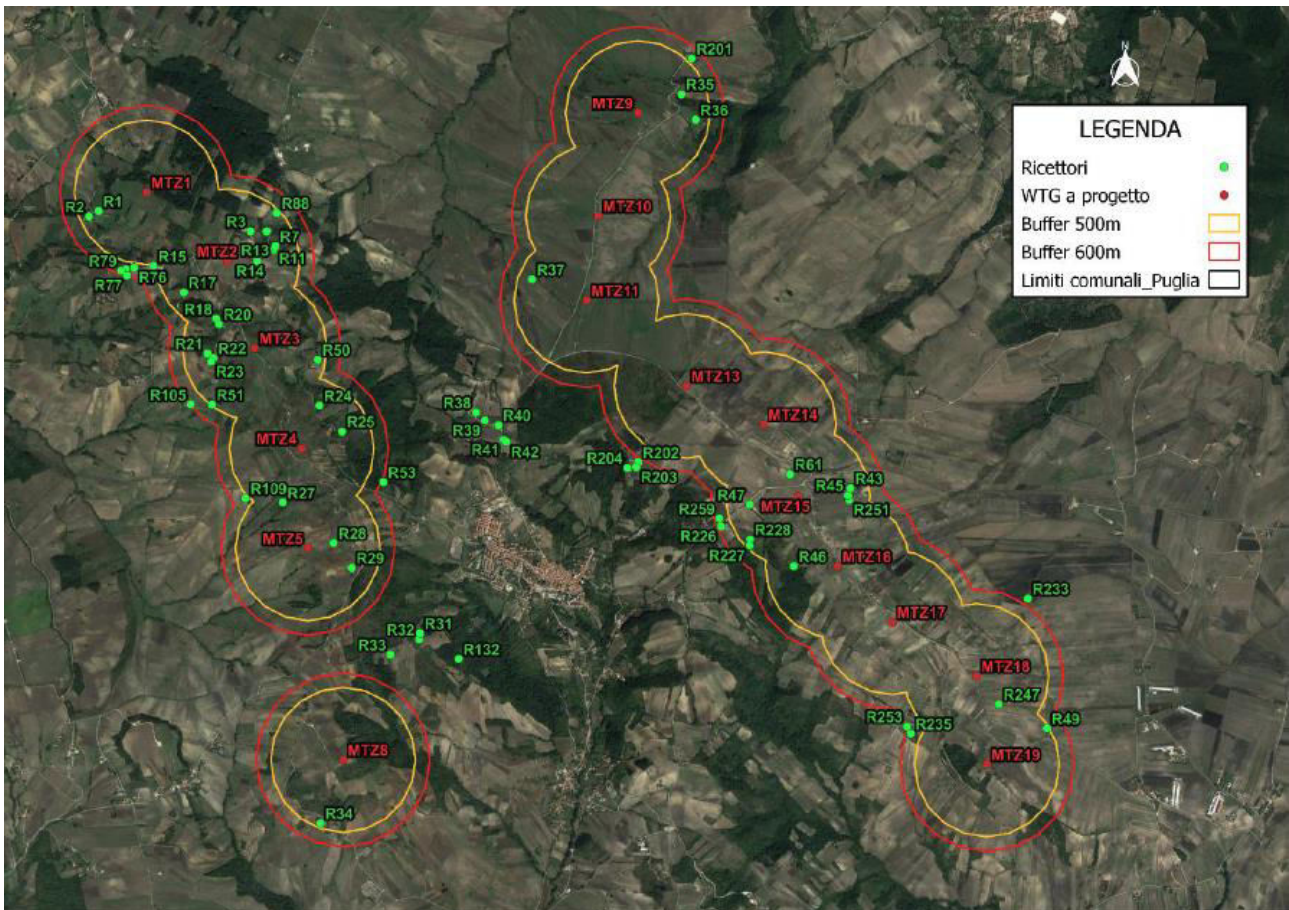 N
LEGENDA
Ricettori
WTG a progetto
Buffer 500m
Buffer 600m
Limiti comunali_Puglia
R201
R35
MTZ9
R36
MTZ1
R1
R2
R88
MTZ10
R3
R7
R13
MTZ2
R11
R15
R14
R79
R76
R77
R37
R17
MTZ11
R18
R20
MTZ3
R21
R22
R50
R23
MTZ13
R105
R51
R24
R38
R40
MTZ14
R25
R39
MTZ4
R41
R42
R202
R204
R203
R61
R53
R43
R45
R109
R27
R47
MTZ15
R251
R259
R226
MTZ5
R28
R228
R227
R29
R46
MTZ16
R233
MTZ17
R32
R31
R33
R132
MTZ18
R247
R253
R235
R49
MTZ8
MTZ19
R34